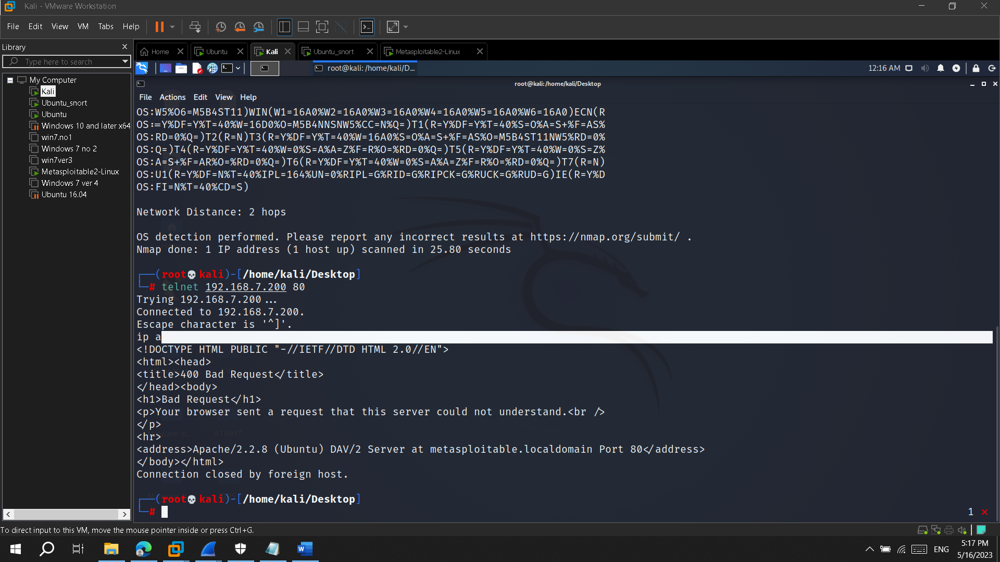 Kali - VMware Workstation
File Edit View VM Tabs Help
Library
Type here to search
My Computer
Kali
Ubuntu_snort
Ubuntu
Windows 10 and later x64
win7.no1
Windows 7 no 2
win7ver3
Metasploitable2-Linux
Windows 7 ver 4
Ubuntu 16.04
Home Ubuntu Kali Ubuntu_snort Metasploitable2-Linux
root@kali: /home/kali/D... 12:16 AM
root@kali: /home/kali/Desktop
File Actions Edit View Help
OS:W5%O6=M5B4ST11)WIN(W1=16A0%W2=16A0%W3=16A0%W4=16A0%W5=16A0%W6=16A0)ECN(R
OS:=Y%DF=Y%T=40%W=16D0%O=M5B4NNSNW5%CC=N%Q=)T1(R=Y%DF=Y%T=40%S=O%A=S+%F=AS%
OS:RD=0%Q=)T2(R=N)T3(R=Y%DF=Y%T=40%W=16A0%S=O%A=S+%F=AS%O=M5B4ST11NW5%RD=0%
OS:Q=)T4(R=Y%DF=Y%T=40%W=0%S=A%A=Z%F=R%O=%RD=0%Q=)T5(R=Y%DF=Y%T=40%W=0%S=Z%
OS:A=S+%F=AR%O=%RD=0%Q=)T6(R=Y%DF=Y%T=40%W=0%S=A%A=Z%F=R%O=%RD=0%Q=)T7(R=N)
OS:U1(R=Y%DF=N%T=40%IPL=164%UN=0%RIPL=G%RID=G%RIPCK=G%RUCK=G%RUD=G)IE(R=Y%D
OS:FI=N%T=40%CD=S)
Network Distance: 2 hops
OS detection performed. Please report any incorrect results at https://nmap.org/submit/ .
Nmap done: 1 IP address (1 host up) scanned in 25.80 seconds
┌──(root💀kali)-[/home/kali/Desktop]
└─# telnet 192.168.7.200 80
Trying 192.168.7.200...
Connected to 192.168.7.200.
Escape character is '^]'.
ip a
<!DOCTYPE HTML PUBLIC "-//IETF//DTD HTML 2.0//EN">
<html><head>
<title>400 Bad Request</title>
</head><body>
<h1>Bad Request</h1>
<p>Your browser sent a request that this server could not understand.<br />
</p>
<hr>
<address>Apache/2.2.8 (Ubuntu) DAV/2 Server at metasploitable.localdomain Port 80</address>
</body></html>
Connection closed by foreign host.
┌──(root💀kali)-[/home/kali/Desktop]
└─#
1 ×
To direct input to this VM, move the mouse pointer inside or press Ctrl+G.
ENG
5:17 PM
5/16/2023